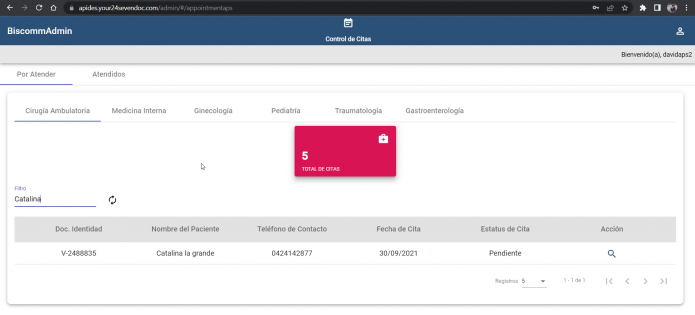 apides.your24sevendoc.com/admin/#/appointmentaps
BiscommAdmin
Control de Citas
Bienvenido(a), davidaps2
Por Atender Atendidos
Cirugía Ambulatoria Medicina Interna Ginecología Pediatría Traumatología Gastroenterología
5
TOTAL DE CITAS
Filtro
Catalina
Doc. Identidad Nombre del Paciente Teléfono de Contacto Fecha de Cita Estatus de Cita Acción
V-2488835 Catalina la grande 0424142877 30/09/2021 Pendiente
Registros 5 1 - 1 de 1